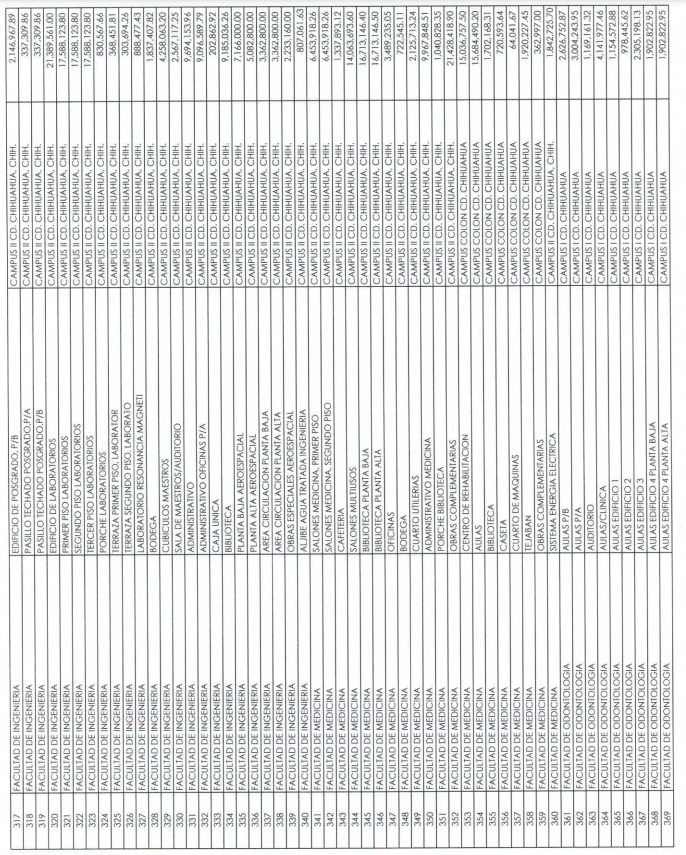 317 FACULTAD DE INGENIERIA EDIFICIO DE POSGRADO, P/B CAMPUS II CD. CHIHUAHUA, CHIH. 2,146,967.89
318 FACULTAD DE INGENIERIA PASILLO TECHADO POSGRADO,P/A CAMPUS II CD. CHIHUAHUA, CHIH. 337,309.86
319 FACULTAD DE INGENIERIA PASILLO TECHADO POSGRADO,P/B CAMPUS II CD. CHIHUAHUA, CHIH. 337,309.86
320 FACULTAD DE INGENIERIA EDIFICIO DE LABORATORIOS CAMPUS II CD. CHIHUAHUA, CHIH. 21,389,561.00
321 FACULTAD DE INGENIERIA PRIMER PISO LABORATORIOS CAMPUS II CD. CHIHUAHUA, CHIH. 17,588,123.80
322 FACULTAD DE INGENIERIA SEGUNDO PISO LABORATORIOS CAMPUS II CD. CHIHUAHUA, CHIH. 17,588,123.80
323 FACULTAD DE INGENIERIA TERCER PISO LABORATORIOS CAMPUS II CD. CHIHUAHUA, CHIH. 17,588,123.80
324 FACULTAD DE INGENIERIA PORCHE LABORATORIOS CAMPUS II CD. CHIHUAHUA, CHIH. 830,567.66
325 FACULTAD DE INGENIERIA TERRAZA PRIMER PISO, LABORATOR CAMPUS II CD. CHIHUAHUA, CHIH. 368,451.81
326 FACULTAD DE INGENIERIA TERRAZA SEGUNDO PISO, LABORATO CAMPUS II CD. CHIHUAHUA, CHIH. 303,694.26
327 FACULTAD DE INGENIERIA LABORATORIO RESONANCIA MAGNETI CAMPUS II CD. CHIHUAHUA, CHIH. 888,477.43
328 FACULTAD DE INGENIERIA BODEGA CAMPUS II CD. CHIHUAHUA, CHIH. 1,837,407.82
329 FACULTAD DE INGENIERIA CUBICULOS MAESTROS CAMPUS II CD. CHIHUAHUA, CHIH. 4,258,063.20
330 FACULTAD DE INGENIERIA SALA DE MAESTROS/AUDITORIO CAMPUS II CD. CHIHUAHUA, CHIH. 2,567,117.25
331 FACULTAD DE INGENIERIA ADMINISTRATIVO CAMPUS II CD. CHIHUAHUA, CHIH. 9,694,153.96
332 FACULTAD DE INGENIERIA ADMINISTRATIVO OFICINAS P/A CAMPUS II CD. CHIHUAHUA, CHIH. 9,096,589.79
333 FACULTAD DE INGENIERIA CAJA UNICA CAMPUS II CD. CHIHUAHUA, CHIH. 202,862.92
334 FACULTAD DE INGENIERIA BIBLIOTECA CAMPUS II CD. CHIHUAHUA, CHIH. 9,186,036.26
335 FACULTAD DE INGENIERIA PLANTA BAJA AEROESPACIAL CAMPUS II CD. CHIHUAHUA, CHIH. 7,166,000.00
336 FACULTAD DE INGENIERIA PLANTA ALTA AEROESPACIAL CAMPUS II CD. CHIHUAHUA, CHIH. 5,082,800.00
337 FACULTAD DE INGENIERIA AREA CIRCULACION PLANTA BAJA CAMPUS II CD. CHIHUAHUA, CHIH. 3,362,800.00
338 FACULTAD DE INGENIERIA AREA CIRCULACION PLANTA ALTA CAMPUS II CD. CHIHUAHUA, CHIH. 3,362,800.00
339 FACULTAD DE INGENIERIA OBRAS ESPECIALES AEROESPACIAL CAMPUS II CD. CHIHUAHUA, CHIH. 2,233,160.00
340 FACULTAD DE INGENIERIA ALJIBE AGUA TRATADA INGENIERIA CAMPUS II CD. CHIHUAHUA, CHIH. 807,061.63
341 FACULTAD DE MEDICINA SALONES MEDICINA, PRIMER PISO CAMPUS II CD. CHIHUAHUA, CHIH. 6,453,918.26
342 FACULTAD DE MEDICINA SALONES MEDICINA, SEGUNDO PISO CAMPUS II CD. CHIHUAHUA, CHIH. 6,453,918.26
343 FACULTAD DE MEDICINA CAFETERIA CAMPUS II CD. CHIHUAHUA, CHIH. 1,337,893.12
344 FACULTAD DE MEDICINA SALONES MULTIUSOS CAMPUS II CD. CHIHUAHUA, CHIH. 14,063,693.60
345 FACULTAD DE MEDICINA BIBLIOTECA PLANTA BAJA CAMPUS II CD. CHIHUAHUA, CHIH. 16,713,146.40
346 FACULTAD DE MEDICINA BIBLIOTECA PLANTA ALTA CAMPUS II CD. CHIHUAHUA, CHIH. 16,713,146.50
347 FACULTAD DE MEDICINA OFICINAS CAMPUS II CD. CHIHUAHUA, CHIH. 3,489,235.05
348 FACULTAD DE MEDICINA BODEGA CAMPUS II CD. CHIHUAHUA, CHIH. 722,545.11
349 FACULTAD DE MEDICINA CUARTO UTILERIAS CAMPUS II CD. CHIHUAHUA, CHIH. 2,125,713.24
350 FACULTAD DE MEDICINA ADMINISTRATIVO MEDICINA CAMPUS II CD. CHIHUAHUA, CHIH. 9,967,848.51
351 FACULTAD DE MEDICINA PORCHE BIBLIOTECA CAMPUS II CD. CHIHUAHUA, CHIH. 1,040,828.35
352 FACULTAD DE MEDICINA OBRAS COMPLEMENTARIAS CAMPUS II CD. CHIHUAHUA, CHIH. 21,428,418.90
353 FACULTAD DE MEDICINA CENTRO DE REHABILITACION CAMPUS COLON CD. CHIHUAHUA 15,036,757.50
354 FACULTAD DE MEDICINA AULAS CAMPUS COLON CD. CHIHUAHUA 15,684,490.20
355 FACULTAD DE MEDICINA BIBLIOTECA CAMPUS COLON CD. CHIHUAHUA 1,702,168.31
356 FACULTAD DE MEDICINA CASETA CAMPUS COLON CD. CHIHUAHUA 720,593.64
357 FACULTAD DE MEDICINA CUARTO DE MAQUINAS CAMPUS COLON CD. CHIHUAHUA 64,041.67
358 FACULTAD DE MEDICINA TEJABAN CAMPUS COLON CD. CHIHUAHUA 1,920,227.45
359 FACULTAD DE MEDICINA OBRAS COMPLEMENTARIAS CAMPUS COLON CD. CHIHUAHUA 362,997.00
360 FACULTAD DE MEDICINA SISTEMA ENERGIA ELECTRICA CAMPUS II CD. CHIHUAHUA, CHIH. 1,842,725.70
361 FACULTAD DE ODONTOLOGIA AULAS P/B CAMPUS I CD. CHIHUAHUA 2,626,752.87
362 FACULTAD DE ODONTOLOGIA AULAS P/A CAMPUS I CD. CHIHUAHUA 3,004,243.95
363 FACULTAD DE ODONTOLOGIA AUDITORIO CAMPUS I CD. CHIHUAHUA 1,169,161.32
364 FACULTAD DE ODONTOLOGIA AULAS/CLINICA CAMPUS I CD. CHIHUAHUA 4,141,977.46
365 FACULTAD DE ODONTOLOGIA AULAS EDIFICIO 1 CAMPUS I CD. CHIHUAHUA 1,154,572.88
366 FACULTAD DE ODONTOLOGIA AULAS EDIFICIO 2 CAMPUS I CD. CHIHUAHUA 978,445.62
367 FACULTAD DE ODONTOLOGIA AULAS EDIFICIO 3 CAMPUS I CD. CHIHUAHUA 2,305,198.13
368 FACULTAD DE ODONTOLOGIA AULAS EDIFICIO 4 PLANTA BAJA CAMPUS I CD. CHIHUAHUA 1,902,822.95
369 FACULTAD DE ODONTOLOGIA AULAS EDIFICIO 4 PLANTA ALTA CAMPUS I CD. CHIHUAHUA 1,902,822.95